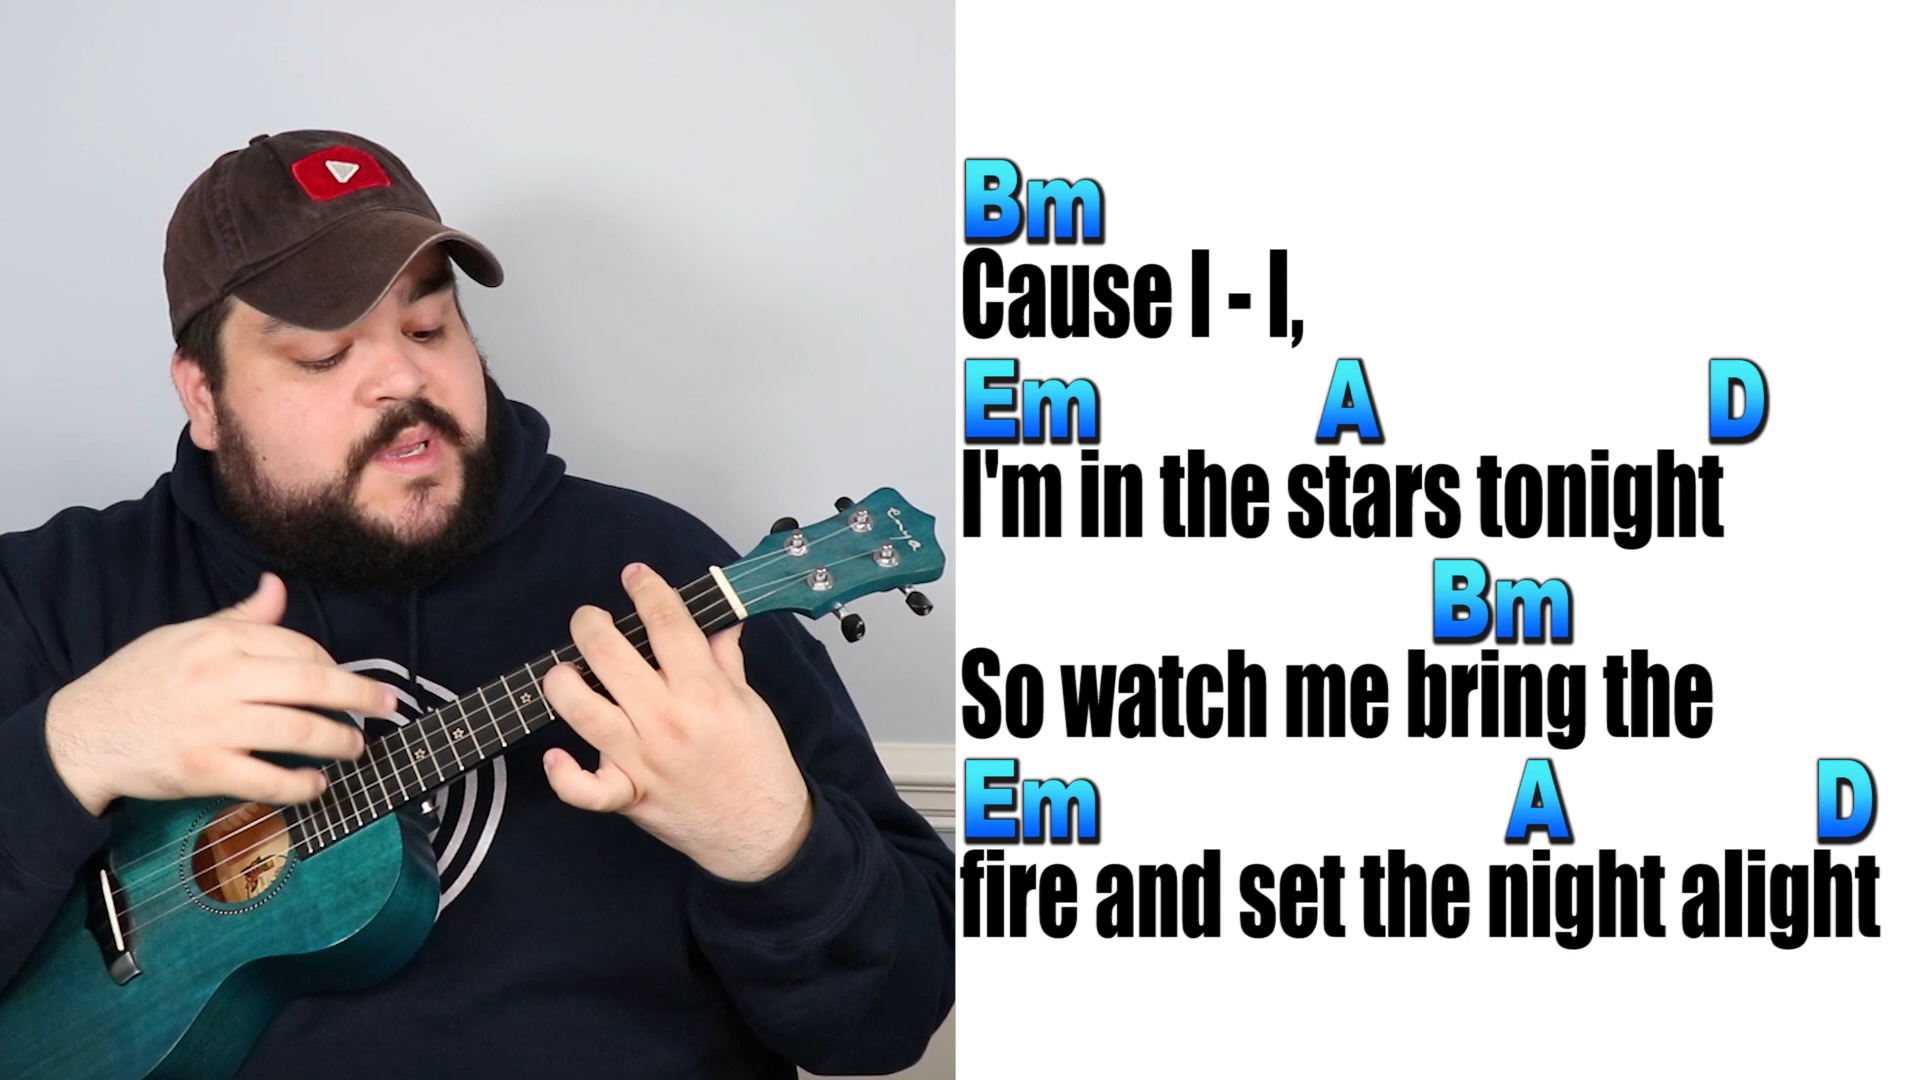 Bm
Cause I - I,
Em A D
I'm in the stars tonight
Bm
So watch me bring the
Em A D
fire and set the night alight
enya